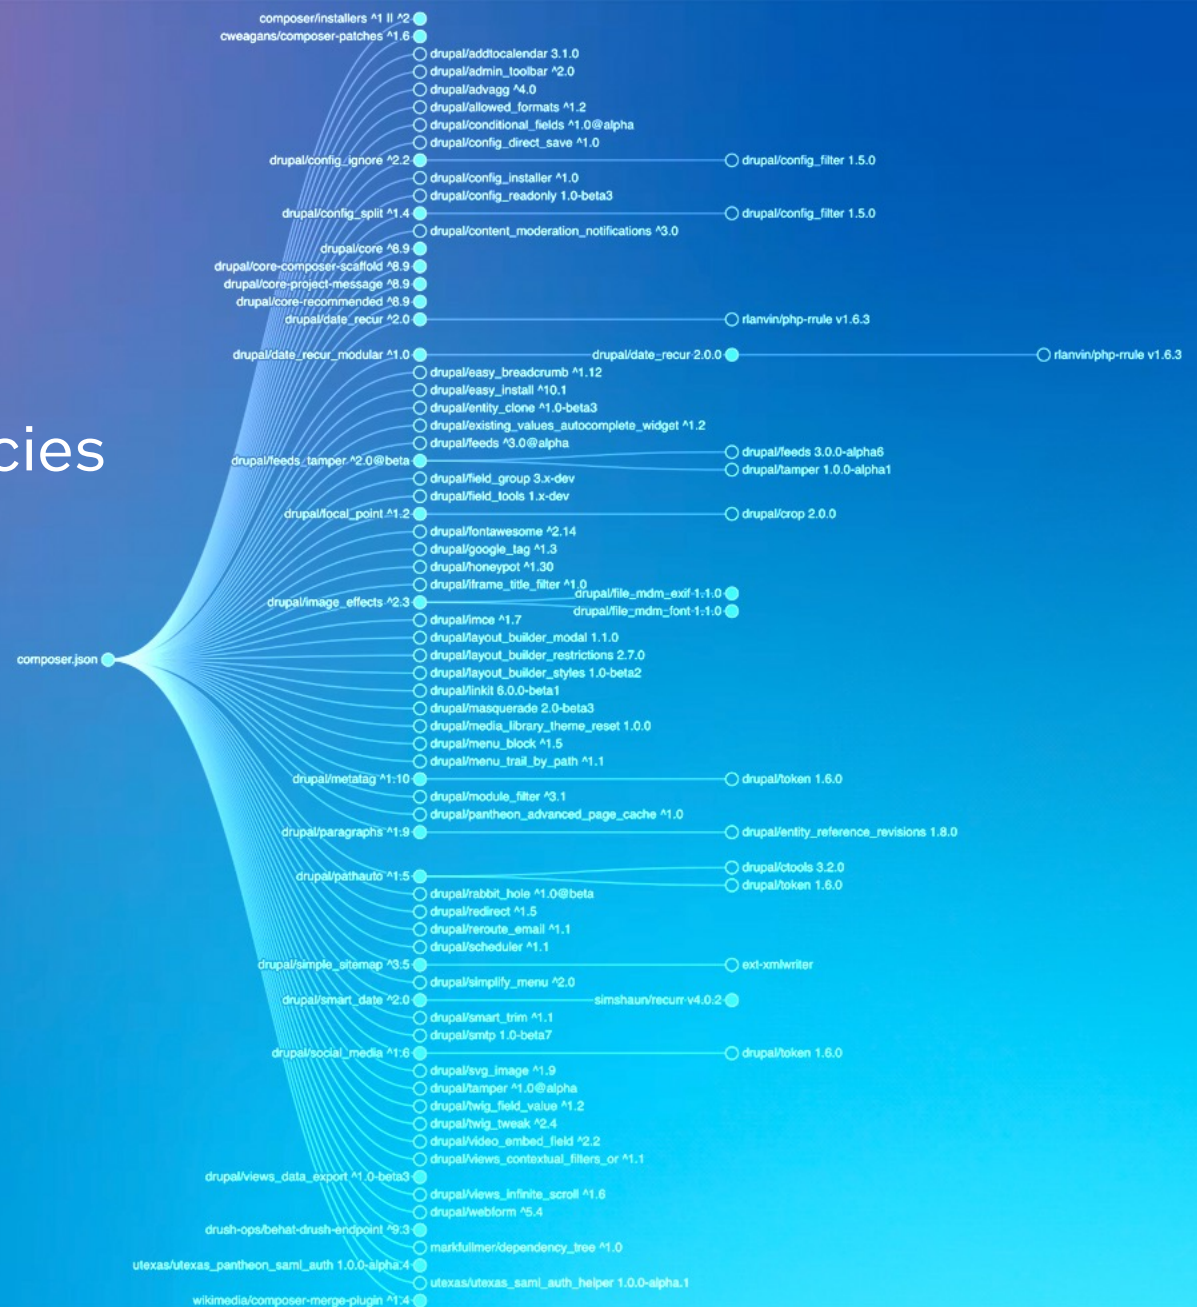 composer/installers ^1 || ^2
cweagans/composer-patches ^1.6
drupal/addtocalendar 3.1.0
drupal/admin_toolbar ^2.0
drupal/advagg ^4.0
drupal/allowed_formats ^1.2
drupal/conditional_fields ^1.0@alpha
drupal/config_direct_save ^1.0
drupal/config_ignore ^2.2 drupal/config_filter 1.5.0
drupal/config_installer ^1.0
drupal/config_readonly 1.0-beta3
drupal/config_split ^1.4 drupal/config_filter 1.5.0
drupal/content_moderation_notifications ^3.0
drupal/core ^8.9
drupal/core-composer-scaffold ^8.9
drupal/core-project-message ^8.9
drupal/core-recommended ^8.9
drupal/date_recur ^2.0 rlanvin/php-rrule v1.6.3
drupal/date_recur_modular ^1.0 drupal/date_recur 2.0.0 rlanvin/php-rrule v1.6.3
drupal/easy_breadcrumb ^1.12
drupal/easy_install ^10.1
drupal/entity_clone ^1.0-beta3
drupal/existing_values_autocomplete_widget ^1.2
cies
drupal/feeds ^3.0@alpha
drupal/feeds 3.0.0-alpha6
drupal/feeds_tamper ^2.0@beta
drupal/tamper 1.0.0-alpha1
drupal/field_group 3.x-dev
drupal/field_tools 1.x-dev
drupal/focal_point ^1.2 drupal/crop 2.0.0
drupal/fontawesome ^2.14
drupal/google_tag ^1.3
drupal/honeypot ^1.30
drupal/iframe_title_filter ^1.0
drupal/file_mdm_exif 1.1.0
drupal/image_effects ^2.3
drupal/file_mdm_font 1.1.0
drupal/imce ^1.7
drupal/layout_builder_modal 1.1.0
drupal/layout_builder_restrictions 2.7.0
composer.json
drupal/layout_builder_styles 1.0-beta2
drupal/linkit 6.0.0-beta1
drupal/masquerade 2.0-beta3
drupal/media_library_theme_reset 1.0.0
drupal/menu_block ^1.5
drupal/menu_trail_by_path ^1.1
drupal/metatag ^1.10 drupal/token 1.6.0
drupal/module_filter ^3.1
drupal/pantheon_advanced_page_cache ^1.0
drupal/paragraphs ^1.9 drupal/entity_reference_revisions 1.8.0
drupal/ctools 3.2.0
drupal/pathauto ^1.5
drupal/token 1.6.0
drupal/rabbit_hole ^1.0@beta
drupal/redirect ^1.5
drupal/reroute_email ^1.1
drupal/scheduler ^1.1
drupal/simple_sitemap ^3.5 ext-xmlwriter
drupal/simplify_menu ^2.0
drupal/smart_date ^2.0 simshaun/recurr v4.0.2
drupal/smart_trim ^1.1
drupal/smtp 1.0-beta7
drupal/social_media ^1.6 drupal/token 1.6.0
drupal/svg_image ^1.9
drupal/tamper ^1.0@alpha
drupal/twig_field_value ^1.2
drupal/twig_tweak ^2.4
drupal/video_embed_field ^2.2
drupal/views_contextual_filters_or ^1.1
drupal/views_data_export ^1.0-beta3
drupal/views_infinite_scroll ^1.6
drupal/webform ^5.4
drush-ops/behat-drush-endpoint ^9.3
markfullmer/dependency_tree ^1.0
utexas/utexas_pantheon_saml_auth 1.0.0-alpha.4
utexas/utexas_saml_auth_helper 1.0.0-alpha.1
wikimedia/composer-merge-plugin ^1.4